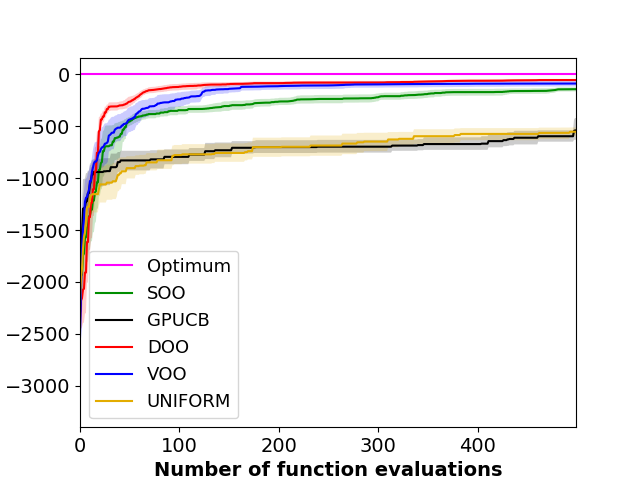 0
−500
−1000
−1500
−2000
−2500
−3000
Optimum
SOO
GPUCB
DOO
VOO
UNIFORM
0 100 200 300 400
Number of function evaluations